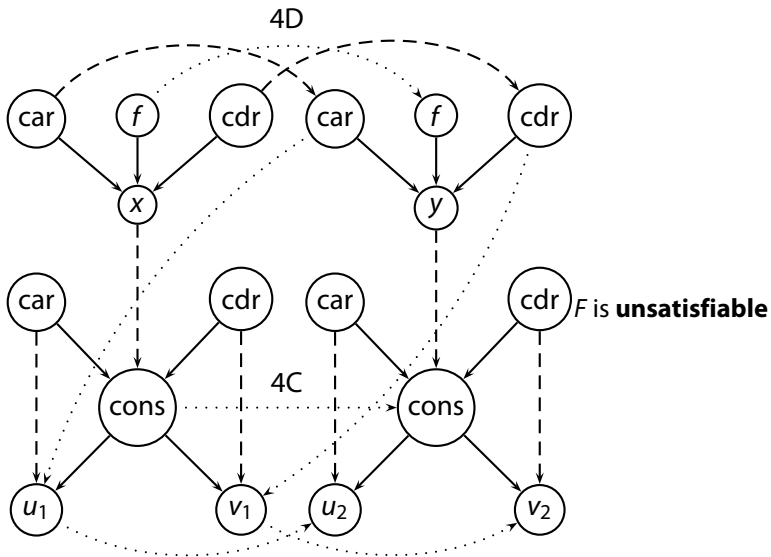 4D
car f cdr car f cdr
x y
car cdr car cdr F is unsatisfiable
cons 4C cons
u1 v1 u2 v2